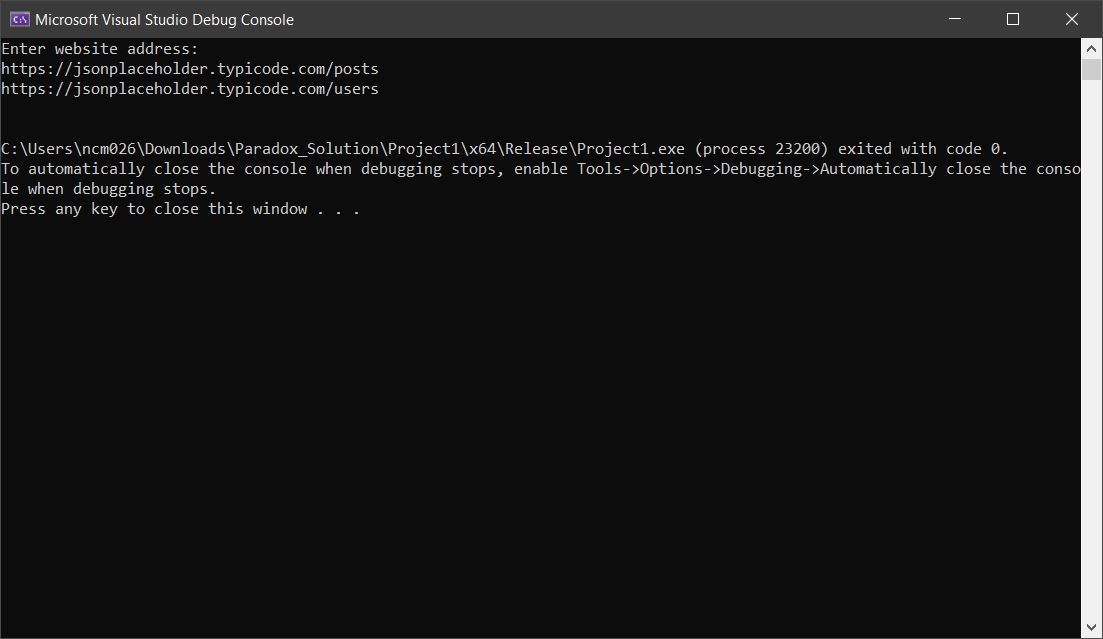 Microsoft Visual Studio Debug Console
Enter website address:
https://jsonplaceholder.typicode.com/posts
https://jsonplaceholder.typicode.com/users
C:\Users\ncm026\Downloads\Paradox_Solution\Project1\x64\Release\Project1.exe (process 23200) exited with code 0.
To automatically close the console when debugging stops, enable Tools->Options->Debugging->Automatically close the conso
le when debugging stops.
Press any key to close this window . . .